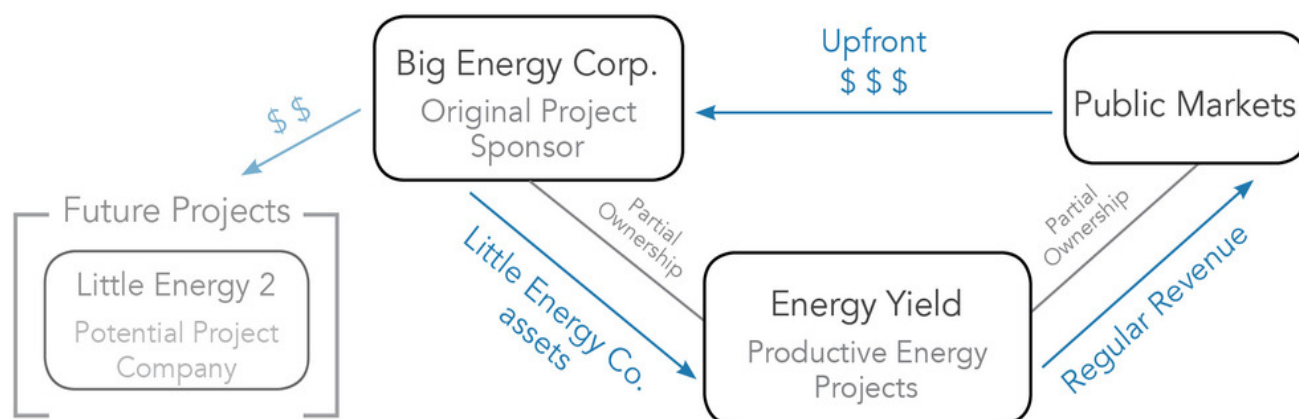 Big Energy Corp.
Original Project
Sponsor
Upfront
$ $ $
Public Markets
$ $
Future Projects
Little Energy 2
Potential Project
Company
Partial
Ownership
Little Energy Co.
assets
Energy Yield
Productive Energy
Projects
Partial
Ownership
Regular Revenue